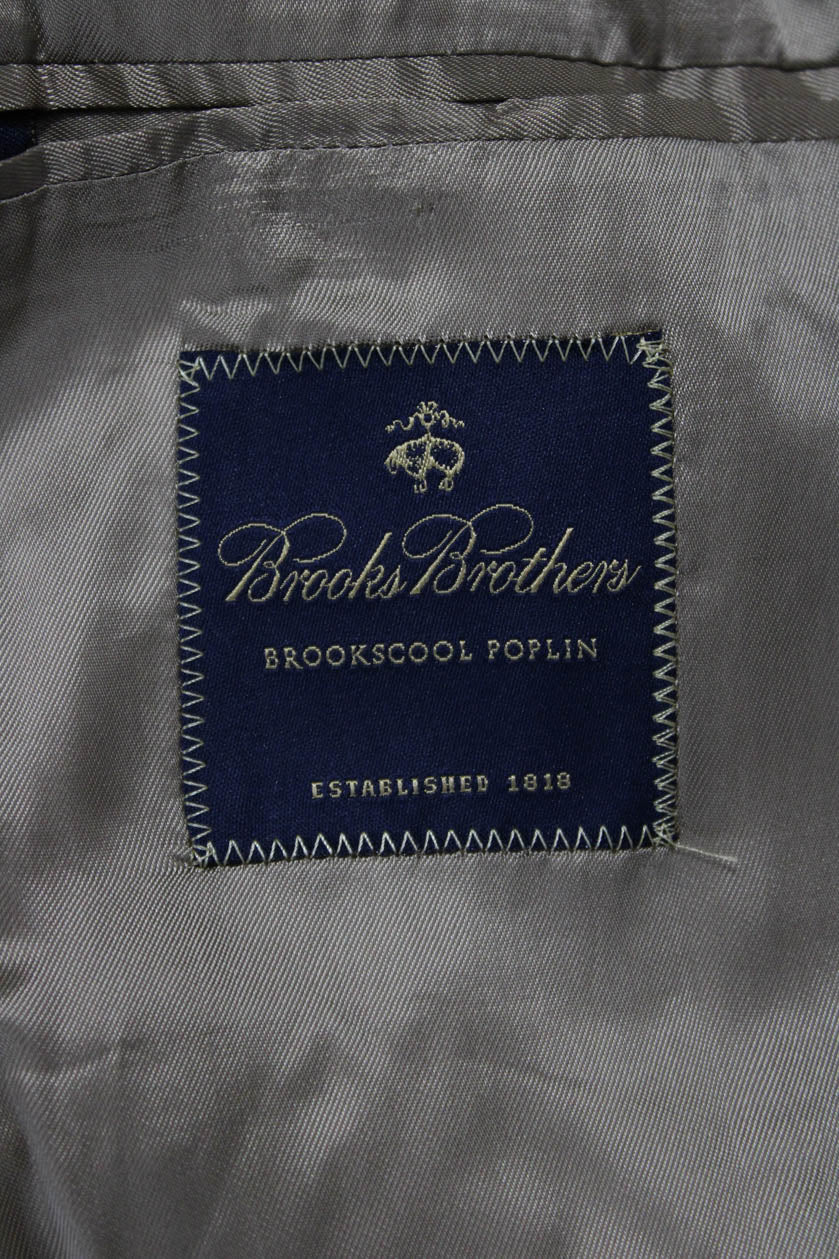 Brooks Brothers
BROOKSCOOL POPLIN
ESTABLISHED 1818